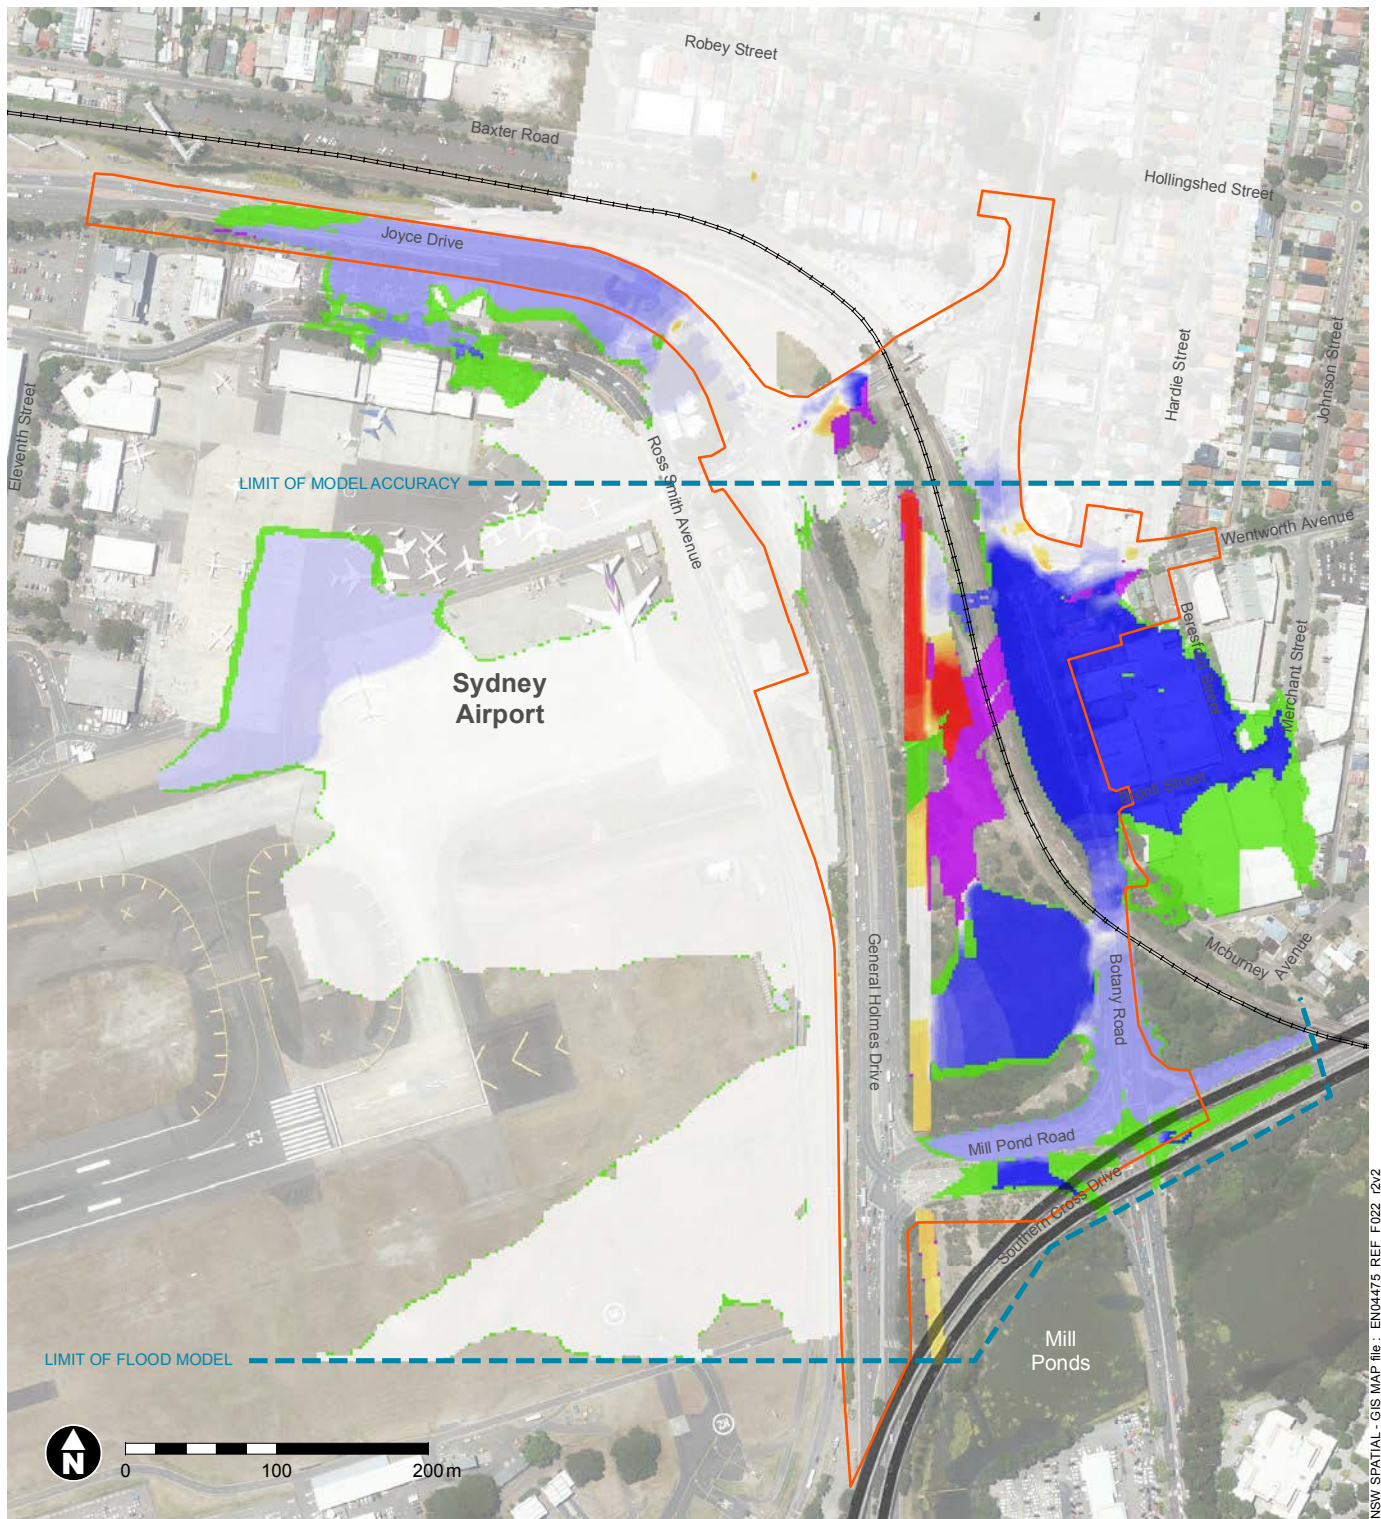 Robey Street
Baxter Road
Hollingshed Street
Joyce Drive
Hardie Street
Johnson Street
Eleventh Street
Ross Smith Avenue
LIMIT OF MODEL ACCURACY
Wentworth Avenue
Beresford Street
Merchant Street
Sydney
Airport
Street
General Holmes Drive
Botany Road
Mcburney Avenue
Mill Pond Road
Southern Cross Drive
25
LIMIT OF FLOOD MODEL
Mill
Ponds
N
0 100 200 m
NSW SPATIAL - GIS MAP file : EN04475 REF F022 r2v2